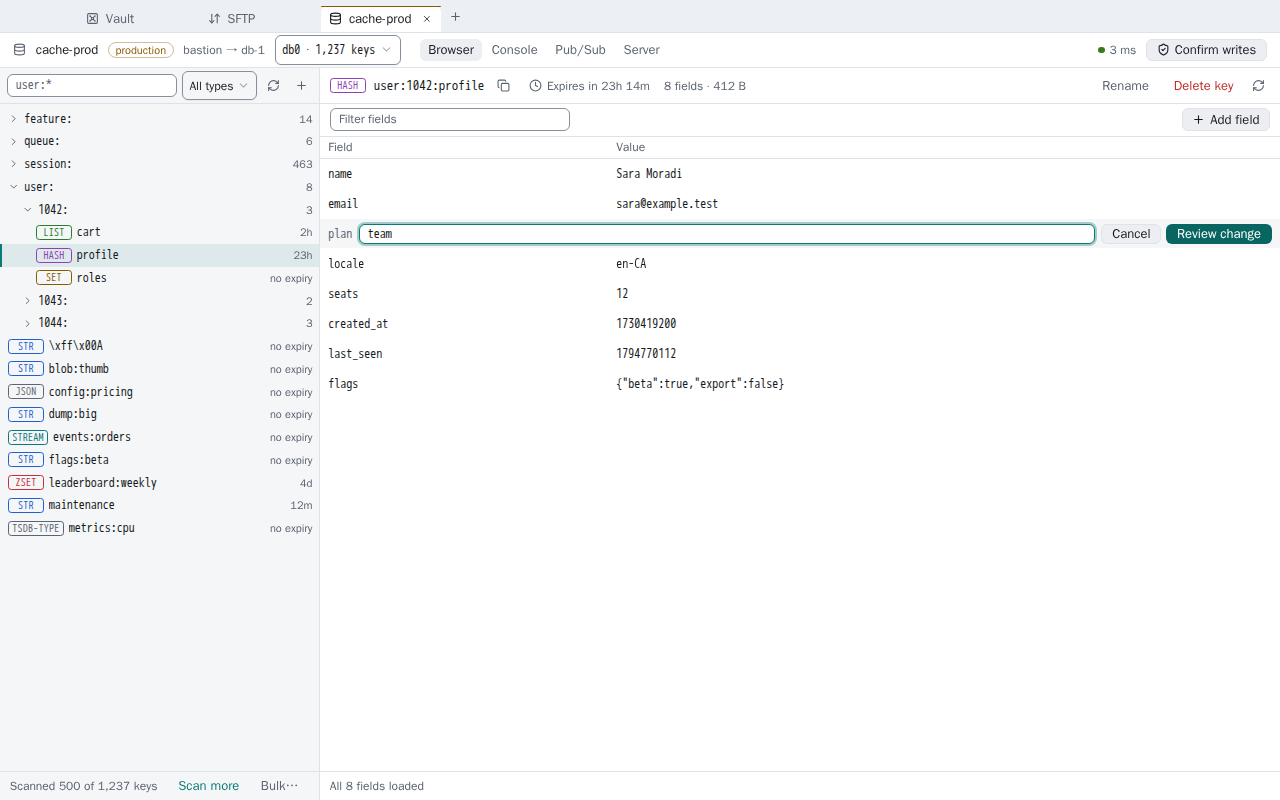 Vault
SFTP
cache-prod
cache-prod
production
bastion → db-1
db0 · 1,237 keys
Browser
Console
Pub/Sub
Server
3 ms
Confirm writes
user:*
All types
HASH
user:1042:profile
Expires in 23h 14m
8 fields · 412 B
Rename
Delete key
feature: 14
queue: 6
session: 463
user: 8
1042: 3
LIST cart 2h
HASH profile 23h
SET roles no expiry
1043: 2
1044: 3
STR \xff\x00A no expiry
STR blob:thumb no expiry
JSON config:pricing no expiry
STR dump:big no expiry
STREAM events:orders no expiry
STR flags:beta no expiry
ZSET leaderboard:weekly 4d
STR maintenance 12m
TSDB-TYPE metrics:cpu no expiry
Filter fields
Add field
Field Value
name Sara Moradi
email sara@example.test
plan team Cancel Review change
locale en-CA
seats 12
created_at 1730419200
last_seen 1794770112
flags {"beta":true,"export":false}
Scanned 500 of 1,237 keys
Scan more
Bulk···
All 8 fields loaded